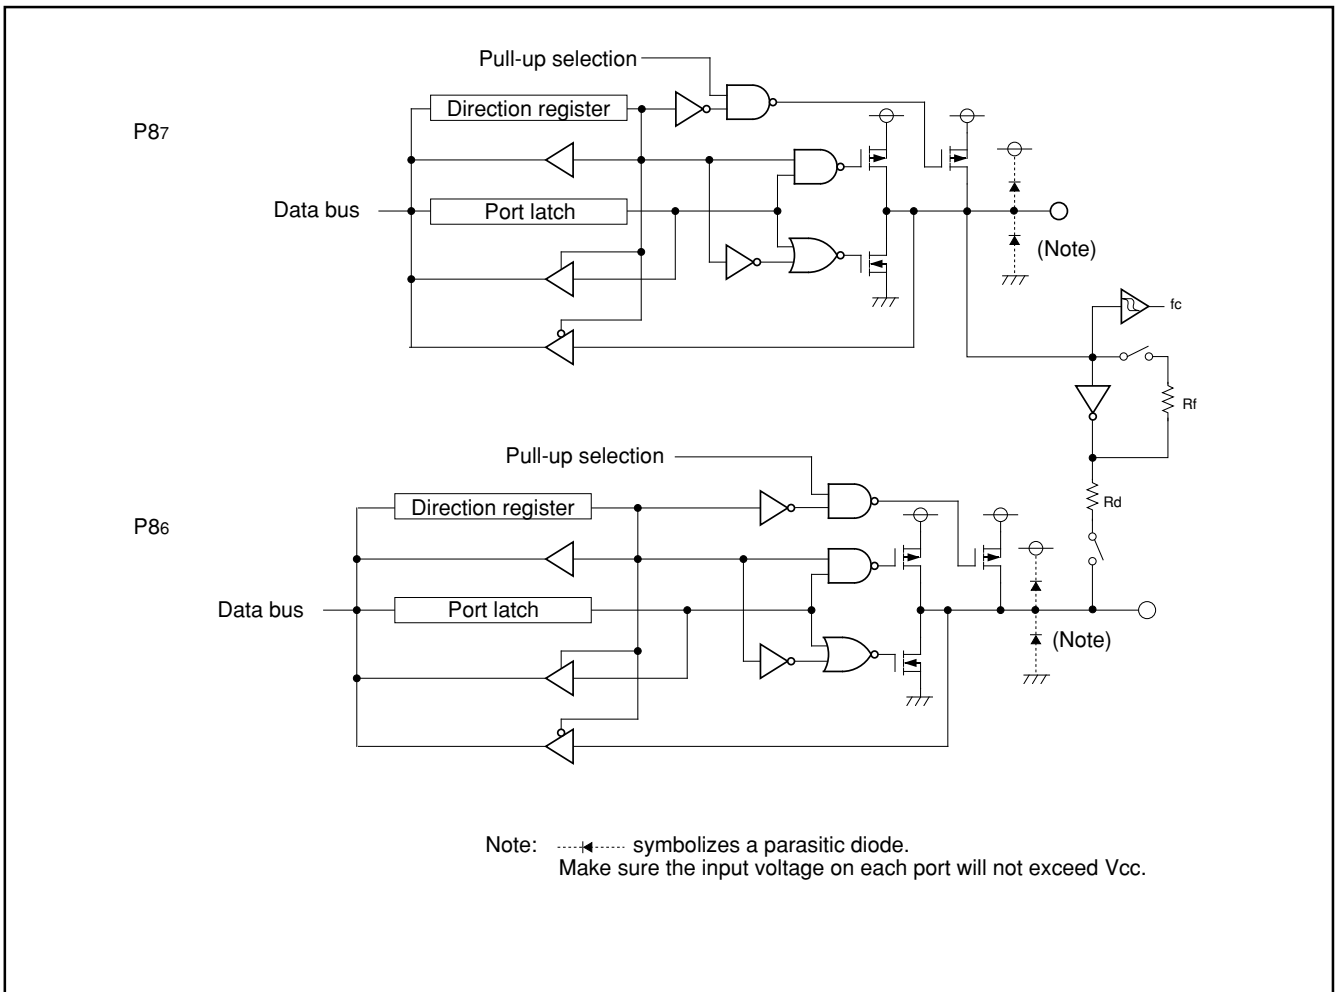 Pull-up selection
Direction register
P87
Data bus
Port latch
(Note)
fc
Rf
Pull-up selection
Direction register
Rd
P86
Data bus
Port latch
(Note)
Note: symbolizes a parasitic diode.
Make sure the input voltage on each port will not exceed Vcc.